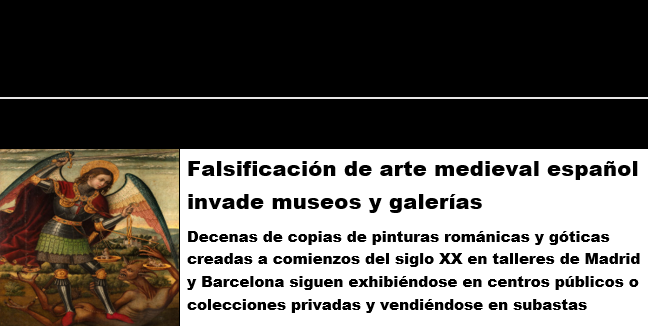 Falsificación de arte medieval español
invade museos y galerías
Decenas de copias de pinturas románicas y góticas
creadas a comienzos del siglo XX en talleres de Madrid
y Barcelona siguen exhibiéndose en centros públicos o
colecciones privadas y vendiéndose en subastas